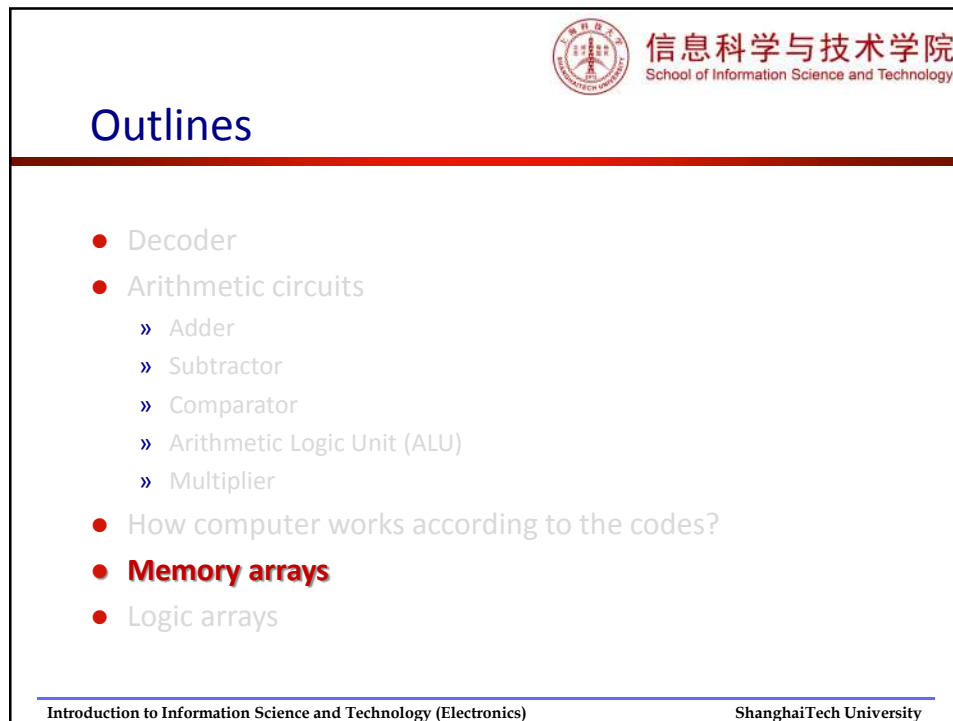 信息科学与技术学院
School of Information Science and Technology
Outlines
● Decoder
● Arithmetic circuits
» Adder
» Subtractor
» Comparator
» Arithmetic Logic Unit (ALU)
» Multiplier
● How computer works according to the codes?
● Memory arrays
● Logic arrays
Introduction to Information Science and Technology (Electronics) ShanghaiTech University